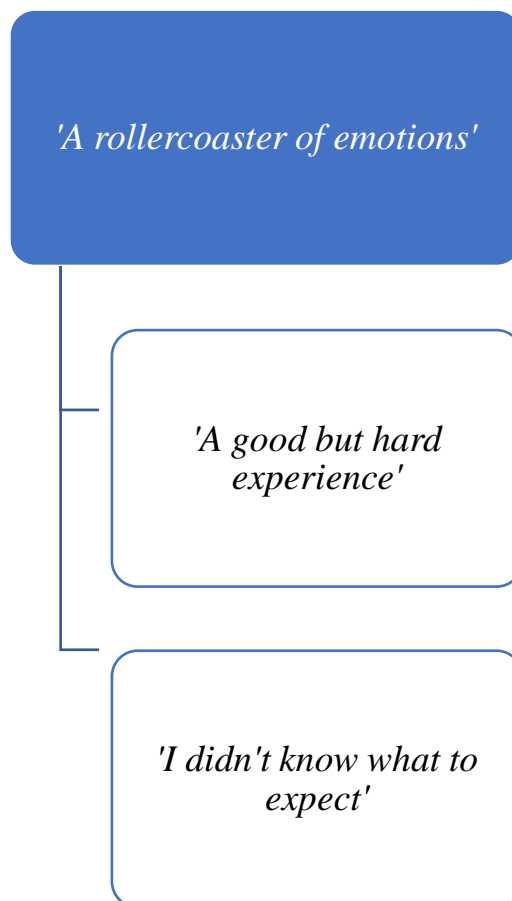 'A rollercoaster of emotions'
'A good but hard
experience'
'I didn't know what to
expect'